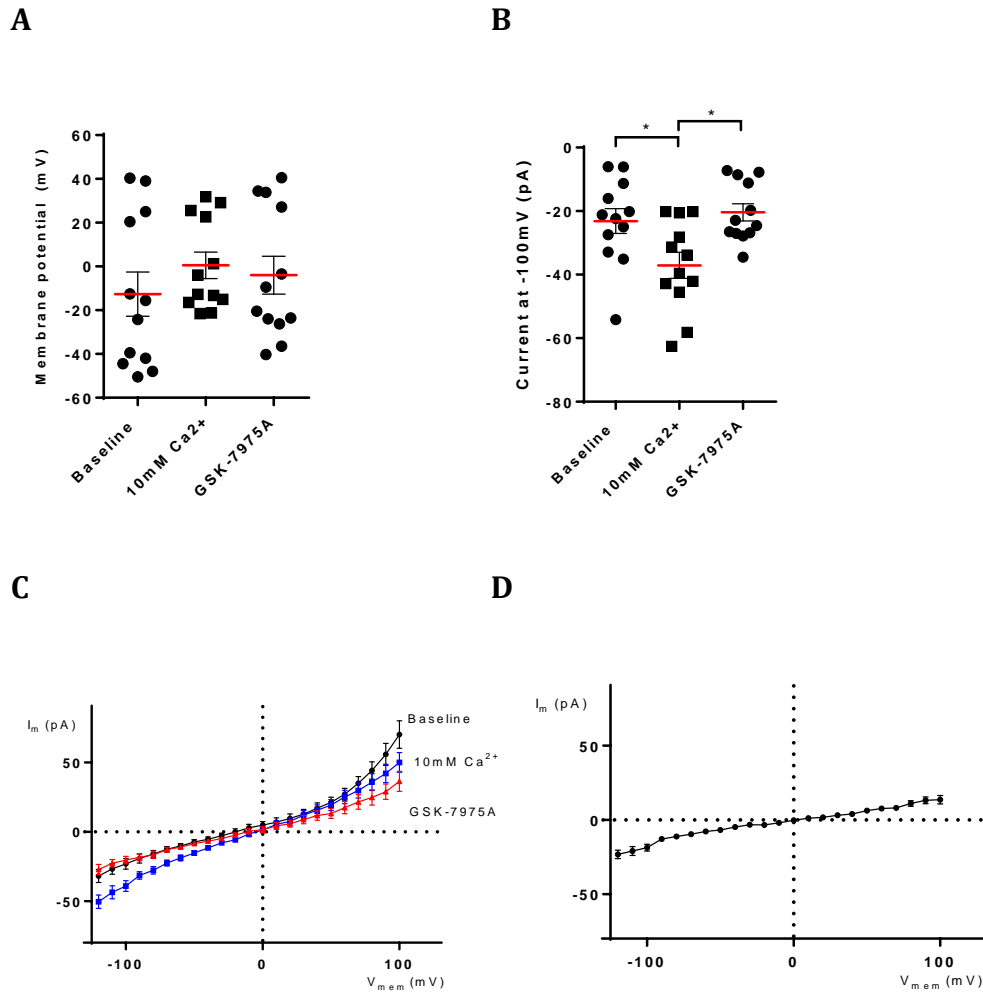 A
B
Membrane potential (mV)
60
40
20
0
-20
-40
-60
Baseline
10mM Ca2+
GSK-7975A
Current at -100mV (pA)
0
-20
-40
-60
-80
*
*
Baseline
10mM Ca2+
GSK-7975A
C
D
Im (pA)
50
0
-50
-100
0
100
Vmem (mV)
Baseline
10mM Ca²⁺
GSK-7975A
Im (pA)
50
0
-50
-100
0
100
Vmem (mV)